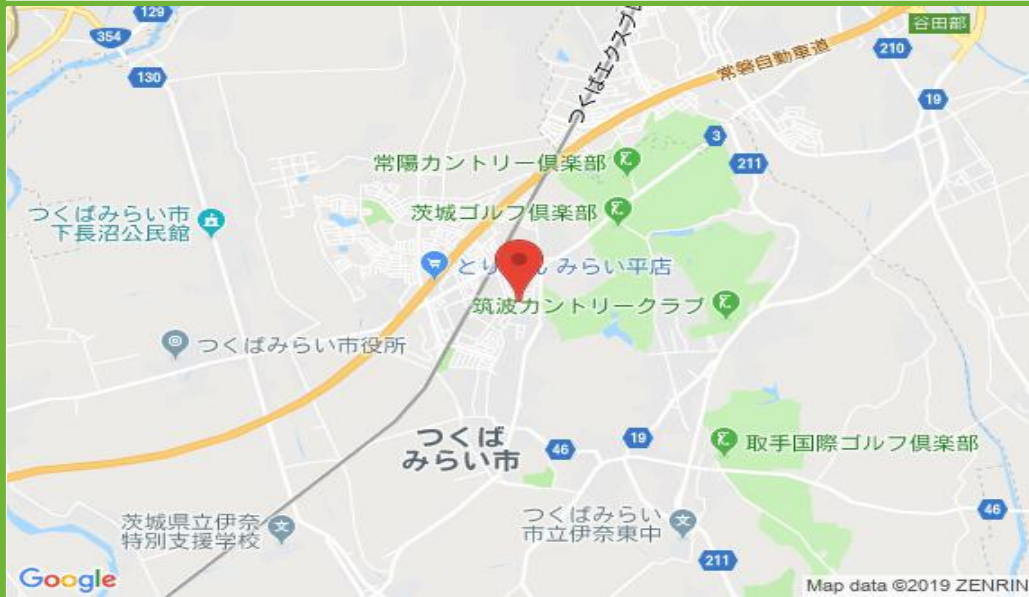 129
谷田部
354
210
130
常磐自動車道
つくばエクスプレ
19
3
211
常陽カントリー倶楽部
茨城ゴルフ倶楽部
つくばみらい市
下長沼公民館
みらい平店
筑波カントリークラブ
つくばみらい市役所
つくば
みらい市
46
19
取手国際ゴルフ倶楽部
茨城県立伊奈
特別支援学校
つくばみらい
市立伊奈東中
46
211
Google
Map data ©2019 ZENRIN